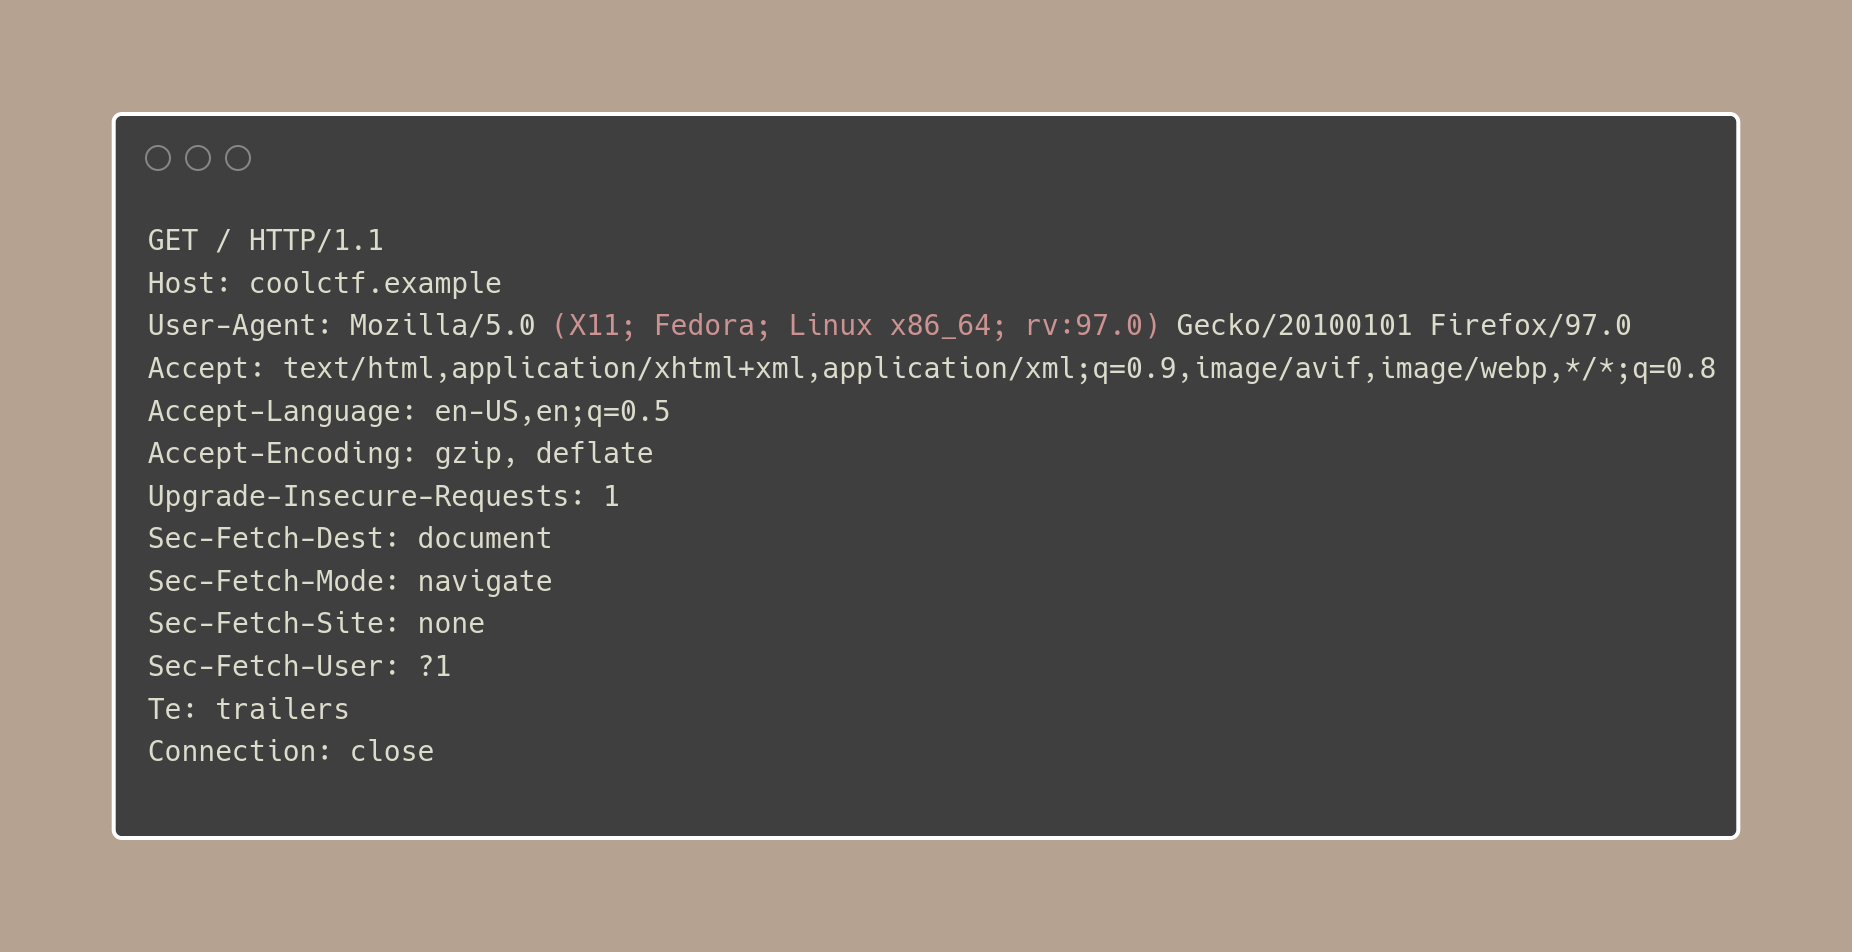 GET / HTTP/1.1
Host: coolctf.example
User-Agent: Mozilla/5.0 (X11; Fedora; Linux x86_64; rv:97.0) Gecko/20100101 Firefox/97.0
Accept: text/html,application/xhtml+xml,application/xml;q=0.9,image/avif,image/webp,*/*;q=0.8
Accept-Language: en-US,en;q=0.5
Accept-Encoding: gzip, deflate
Upgrade-Insecure-Requests: 1
Sec-Fetch-Dest: document
Sec-Fetch-Mode: navigate
Sec-Fetch-Site: none
Sec-Fetch-User: ?1
Te: trailers
Connection: close